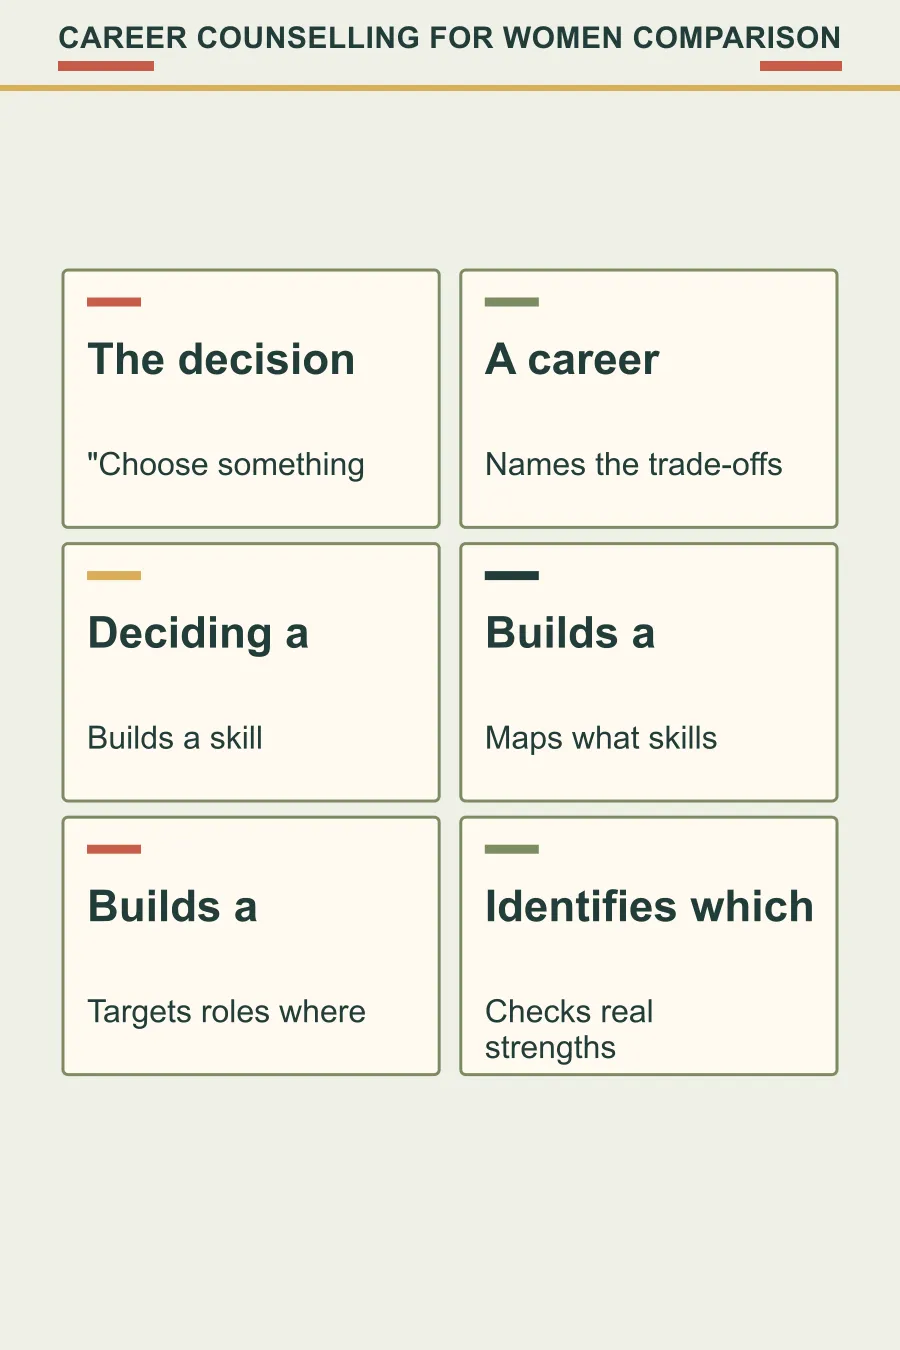 CAREER COUNSELLING FOR WOMEN COMPARISON
The decision
"Choose something
A career
Names the trade-offs
Deciding a
Builds a skill
Builds a
Maps what skills
Builds a
Targets roles where
Identifies which
Checks real
strengths